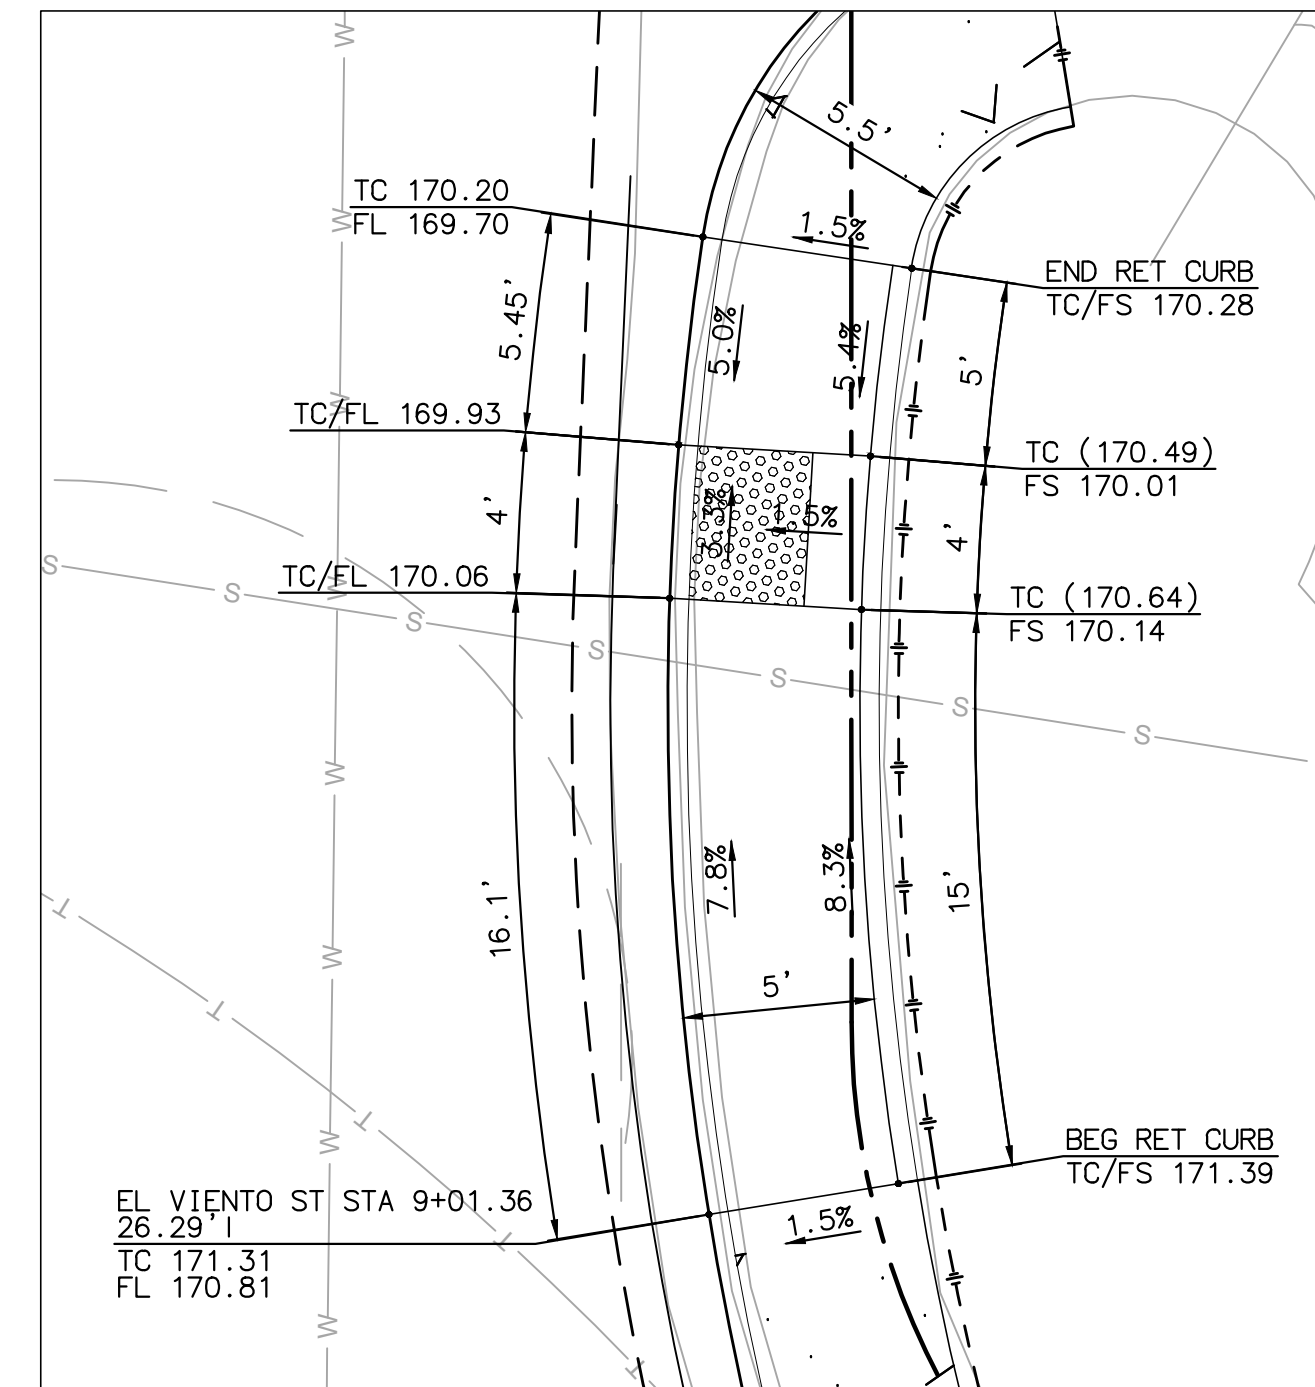 W
5.5'
TC 170.20
FL 169.70
W
1.5%
END RET CURB
TC/FS 170.28
5.45'
5.0%
5.4%
5'
W
TC/FL 169.93
TC (170.49)
FS 170.01
4'
3.3%
1.5%
4'
S
TC/FL 170.06
W
S
S
TC (170.64)
FS 170.14
S
S
S
S
W
7.8%
8.3%
16.1'
15'
T
W
T
5'
T
W
BEG RET CURB
TC/FS 171.39
EL VIENTO ST STA 9+01.36
26.29'
TC 171.31
FL 170.81
T
1.5%
W
T